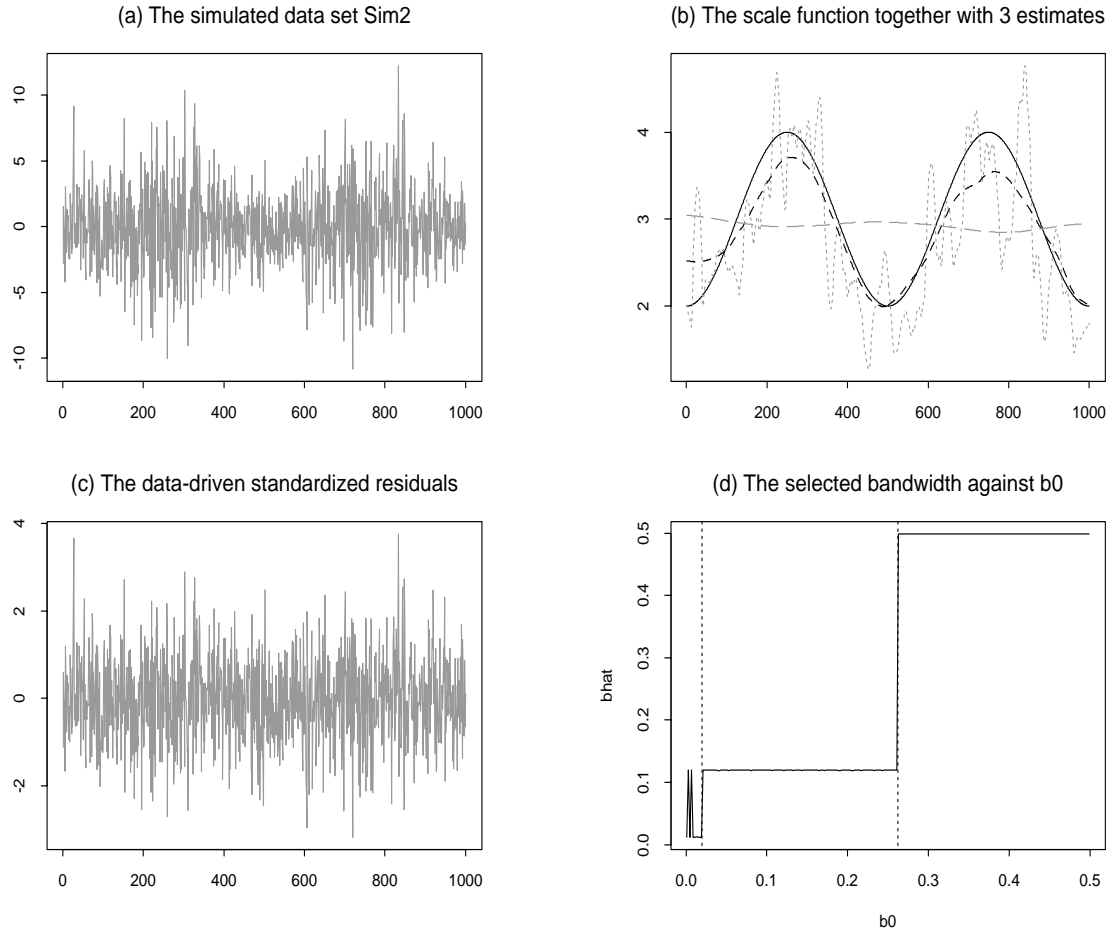 (a) The simulated data set Sim2
10
5
0
-5
-10
0 200 400 600 800 1000
(b) The scale function together with 3 estimates
4
3
2
0 200 400 600 800 1000
(c) The data-driven standardized residuals
4
2
0
2
0 200 400 600 800 1000
(d) The selected bandwidth against b0
0.5
0.4
0.3
0.2
0.1
0.0
bhat
0.0 0.1 0.2 0.3 0.4 0.5
b0